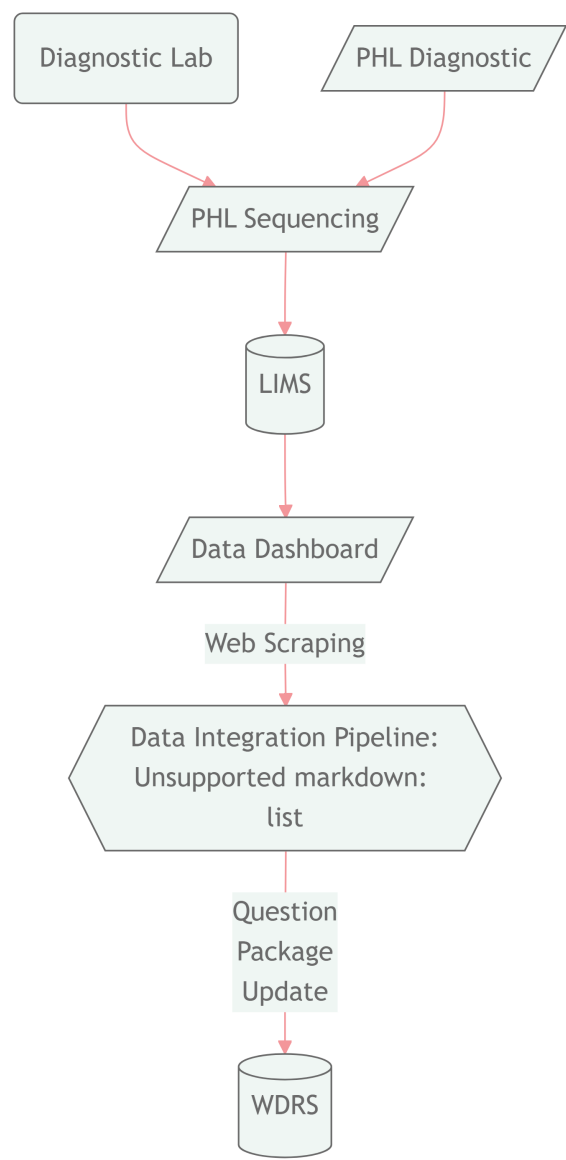 Diagnostic Lab
PHL Diagnostic
PHL Sequencing
LIMS
Data Dashboard
Web Scraping
Data Integration Pipeline:
Unsupported markdown:
list
Question
Package
Update
WDRS